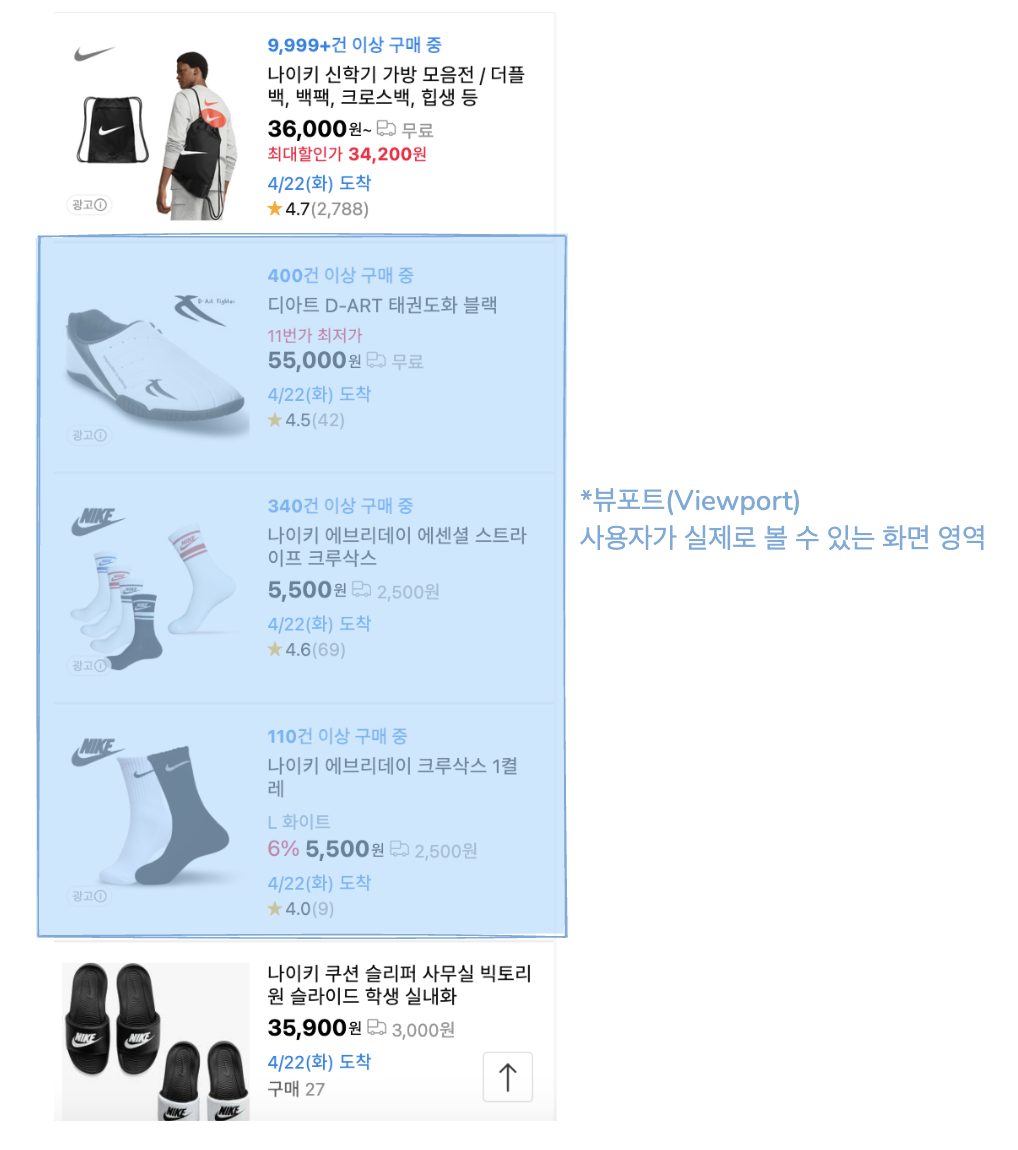 9,999+건 이상 구매 중
나이키 신학기 가방 모음전 / 더플
백, 백팩, 크로스백, 힙생 등
36,000원~ 무료
최대할인가 34,200원
4/22(화) 도착
광고
4.7(2,788)
400건 이상 구매 중
D-Art Fighter
디아트 D-ART 태권도화 블랙
11번가 최저가
55,000원 무료
4/22(화) 도착
4.5(42)
광고
*뷰포트(Viewport)
사용자가 실제로 볼 수 있는 화면 영역
340건 이상 구매 중
NIKE
나이키 에브리데이 에센셜 스트라
이프 크루삭스
5,500원 2,500원
4/22(화) 도착
4.6(69)
광고
110건 이상 구매 중
NIKE
나이키 에브리데이 크루삭스 1켤
레
L 화이트
6% 5,500원 2,500원
4/22(화) 도착
광고
4.0(9)
나이키 쿠션 슬리퍼 사무실 빅토리
원 슬라이드 학생 실내화
35,900원 3,000원
NIKE NIKE
4/22(화) 도착
구매 27
NIKE NIKE